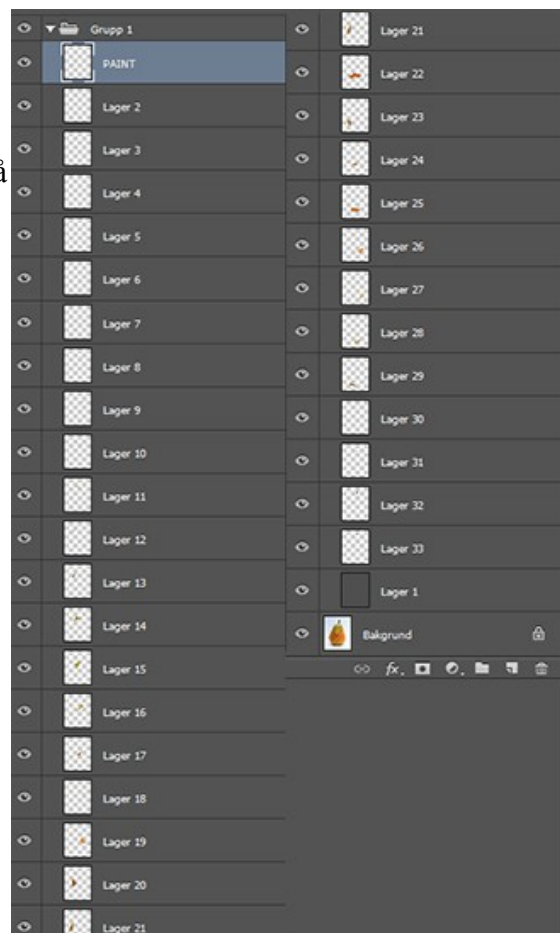 Grupp 1
PAINT
Lager 2
Lager 3
å
Lager 4
Lager 5
Lager 6
Lager 7
Lager 8
Lager 9
Lager 10
Lager 11
Lager 12
Lager 13
Lager 14
Lager 15
Lager 16
Lager 17
Lager 18
Lager 19
Lager 20
Lager 21
Lager 21
Lager 22
Lager 23
Lager 24
Lager 25
Lager 26
Lager 27
Lager 28
Lager 29
Lager 30
Lager 31
Lager 32
Lager 33
Lager 1
Bakgrund
fx.